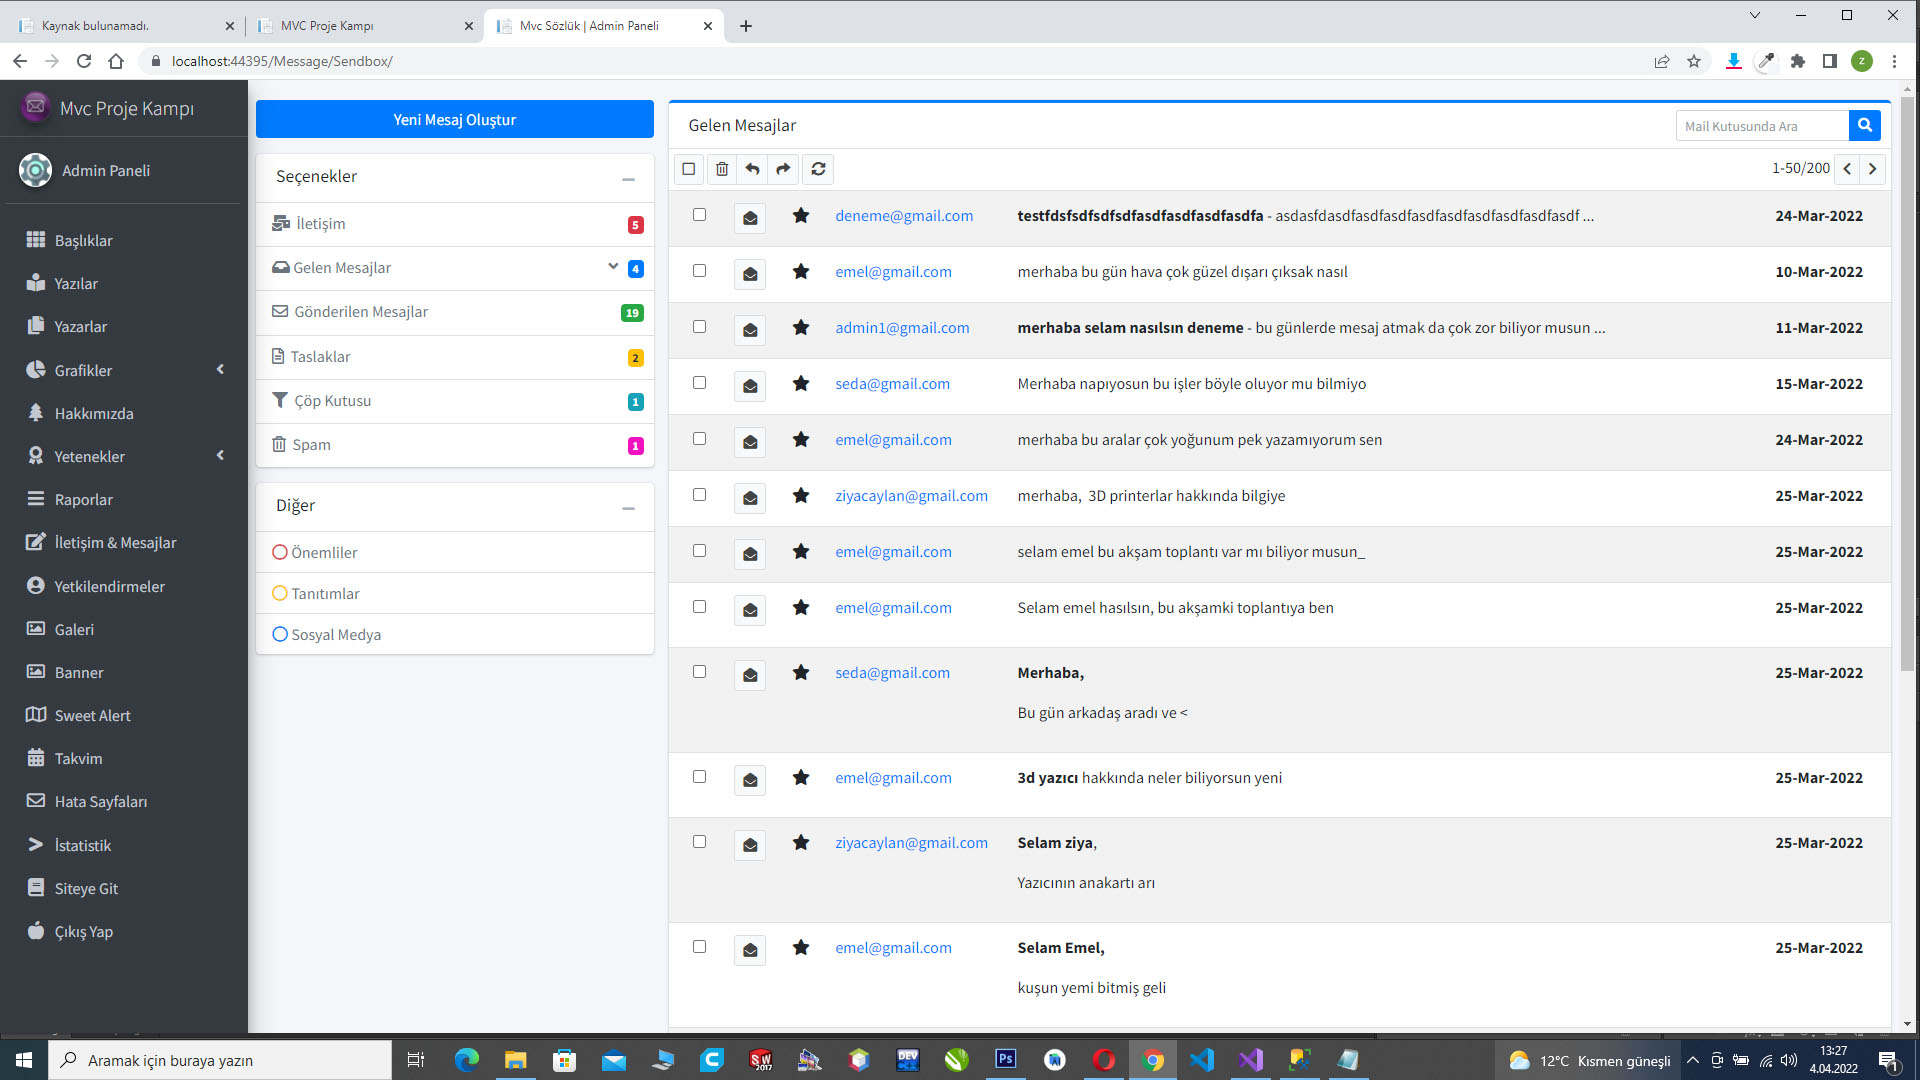 Kaynak bulunamadı.
MVC Proje Kampı
Mvc Sözlük | Admin Paneli
localhost:44395/Message/Sendbox/
Z
Mvc Proje Kampı
Admin Paneli
Başlıklar
Yazılar
Yazarlar
Grafikler
Hakkımızda
Yetenekler
Raporlar
İletişim & Mesajlar
Yetkilendirmeler
Galeri
Banner
Sweet Alert
Takvim
Hata Sayfaları
İstatistik
Siteye Git
Çıkış Yap
Yeni Mesaj Oluştur
Seçenekler
İletişim 5
Gelen Mesajlar 4
Gönderilen Mesajlar 19
Taslaklar 2
Çöp Kutusu 1
Spam 1
Diğer
Önemliler
Tanıtımlar
Sosyal Medya
Gelen Mesajlar
Mail Kutusunda Ara
1-50/200
deneme@gmail.com testfdsfsdfsdfsdfasdfasdfasdfasdfa - asdasfdasdfasdfasdfasdfasdfasdfasdfasdfasdf ... 24-Mar-2022
emel@gmail.com merhaba bu gün hava çok güzel dışarı çıksak nasıl 10-Mar-2022
admin1@gmail.com merhaba selam nasılsın deneme - bu günlerde mesaj atmak da çok zor biliyor musun ... 11-Mar-2022
seda@gmail.com Merhaba napıyosun bu işler böyle oluyor mu bilmiyo 15-Mar-2022
emel@gmail.com merhaba bu aralar çok yoğunum pek yazamıyorum sen 24-Mar-2022
ziyacaylan@gmail.com merhaba, 3D printerlar hakkında bilgiye 25-Mar-2022
emel@gmail.com selam emel bu akşam toplantı var mı biliyor musun_ 25-Mar-2022
emel@gmail.com Selam emel hasılsın, bu akşamki toplantıya ben 25-Mar-2022
seda@gmail.com Merhaba, 25-Mar-2022
Bu gün arkadaş aradı ve <
emel@gmail.com 3d yazıcı hakkında neler biliyorsun yeni 25-Mar-2022
ziyacaylan@gmail.com Selam ziya, 25-Mar-2022
Yazıcının anakartı arı
emel@gmail.com Selam Emel, 25-Mar-2022
kuşun yemi bitmiş geli
Aramak için buraya yazın
SW
2017
DEV
Ps
12°C Kısmen güneşli
13:27
4.04.2022
1